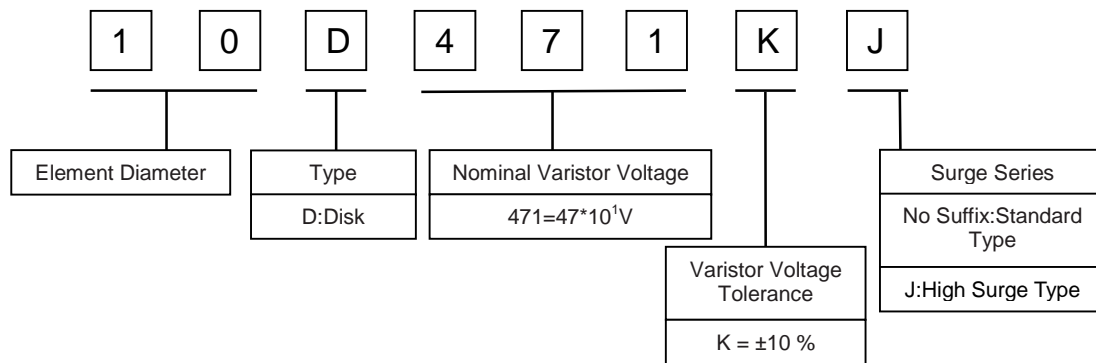 1 0 D 4 7 1 K J
Element Diameter
Type
D:Disk
Nominal Varistor Voltage
471=47*10¹V
Varistor Voltage
Tolerance
K = ±10 %
Surge Series
No Suffix:Standard
Type
J:High Surge Type